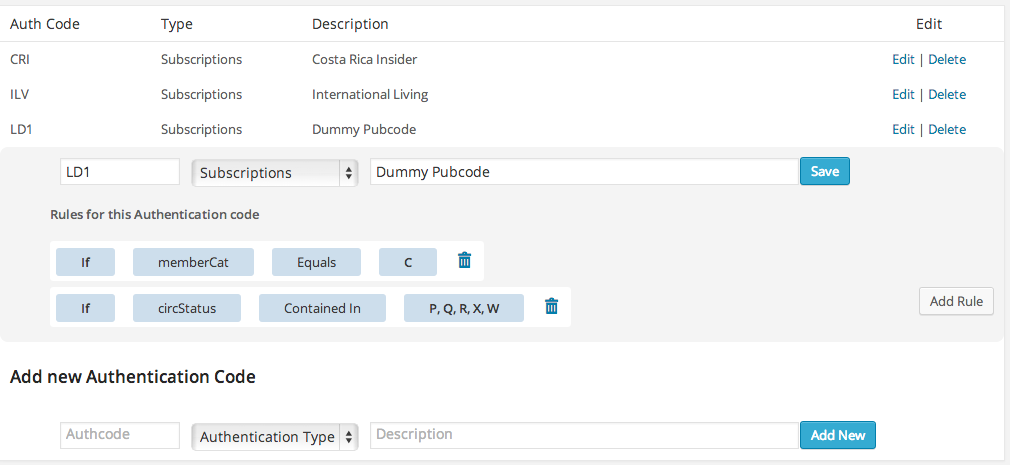 Auth Code Type Description Edit
CRI Subscriptions Costa Rica Insider Edit | Delete
ILV Subscriptions International Living Edit | Delete
LD1 Subscriptions Dummy Pubcode Edit | Delete
LD1 Subscriptions Dummy Pubcode Save
Rules for this Authentication code
If memberCat Equals C
If circStatus Contained In P, Q, R, X, W Add Rule
Add new Authentication Code
Authcode Authentication Type Description Add New